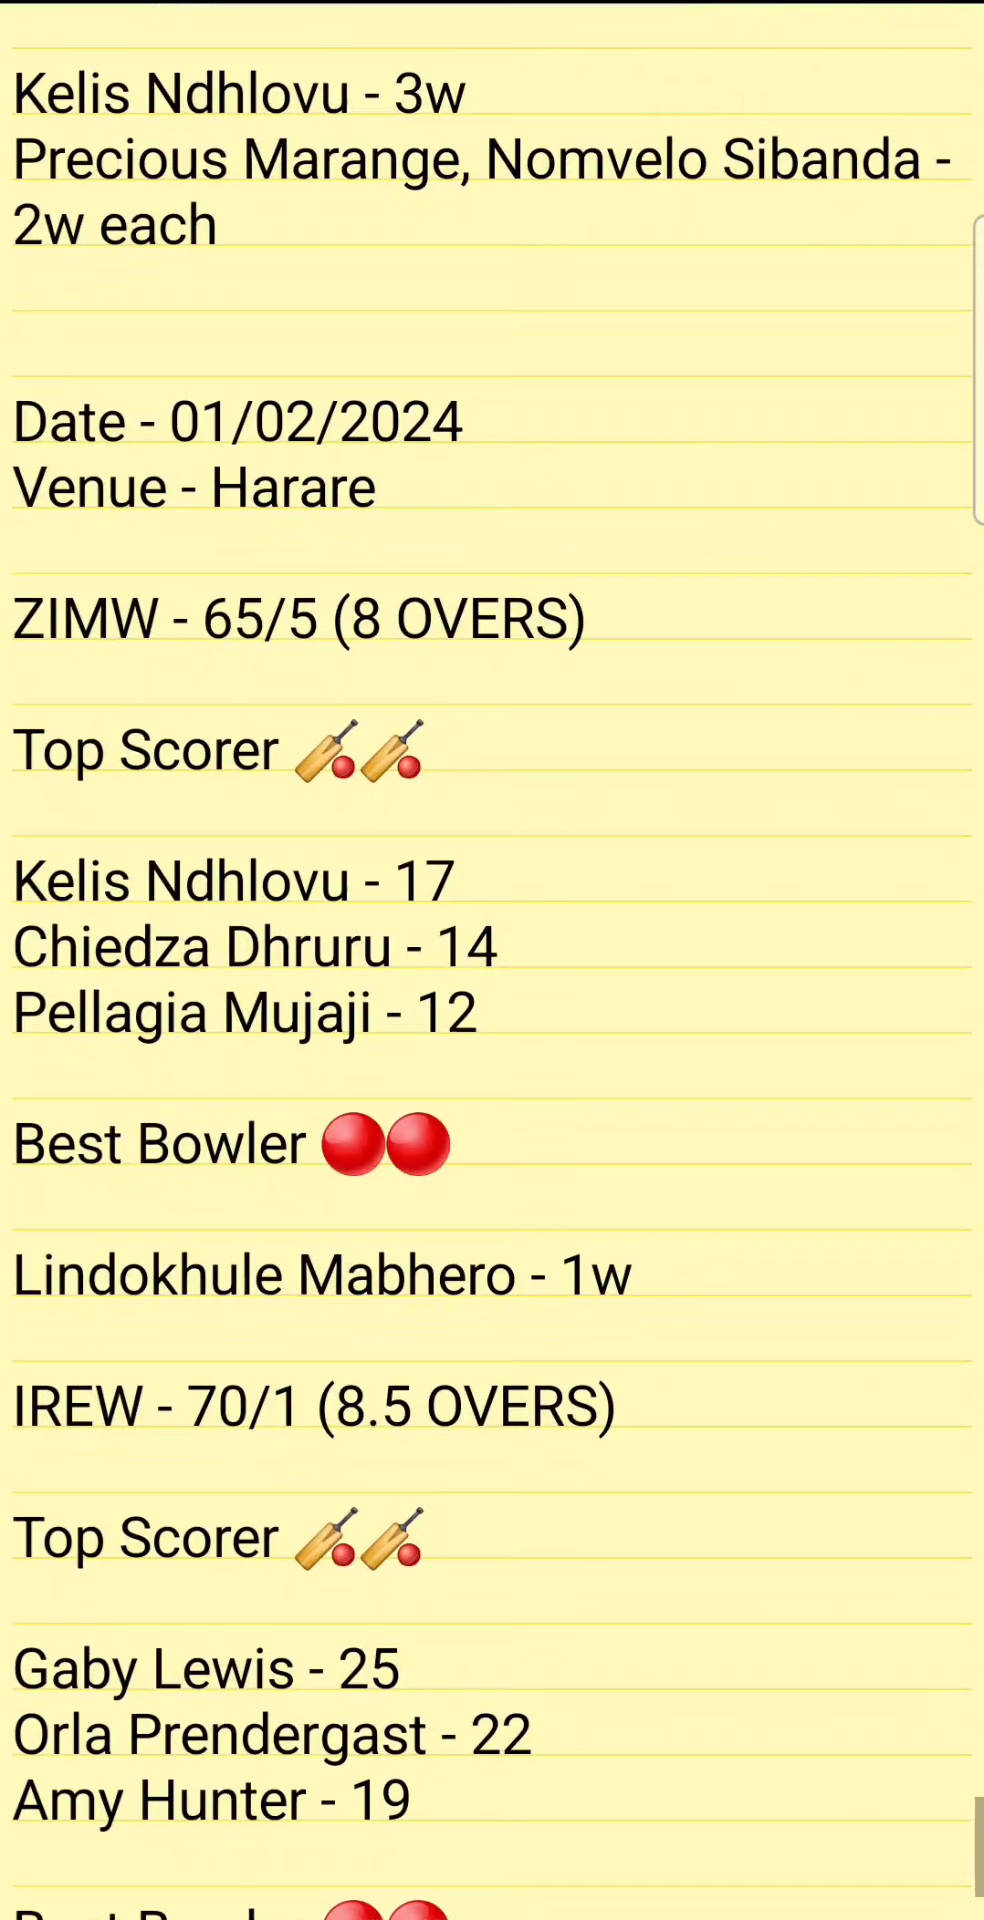 Kelis Ndhlovu - 3w
Precious Marange, Nomvelo Sibanda -
2w each
Date - 01/02/2024
Venue - Harare
ZIMW - 65/5 (8 OVERS)
Top Scorer 🏏🏏
Kelis Ndhlovu - 17
Chiedza Dhruru - 14
Pellagia Mujaji - 12
Best Bowler 🔴🔴
Lindokhule Mabhero - 1w
IREW - 70/1 (8.5 OVERS)
Top Scorer 🏏🏏
Gaby Lewis - 25
Orla Prendergast - 22
Amy Hunter - 19